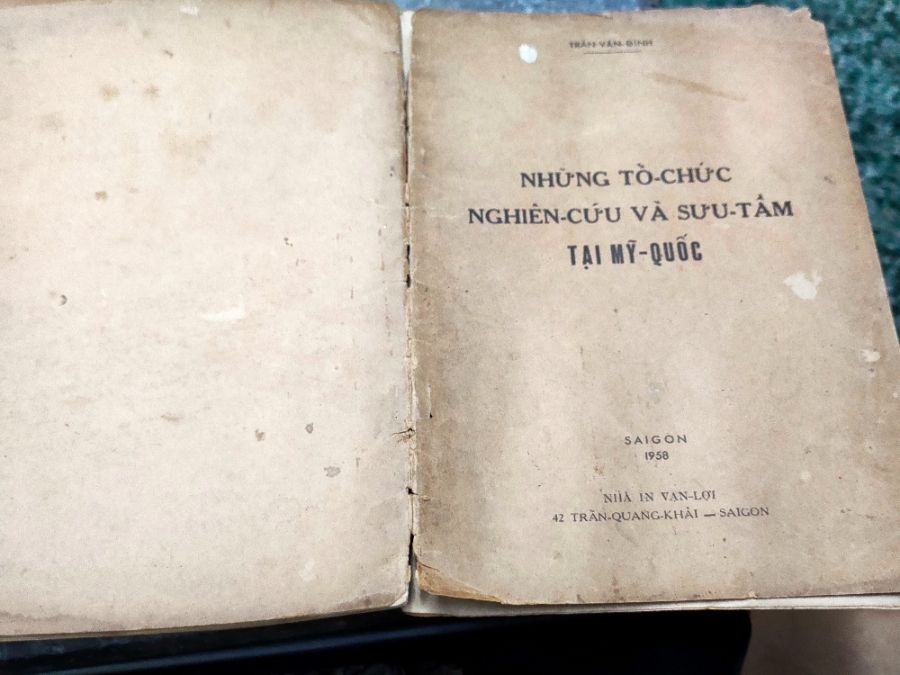 TRẦN-VĂN-ĐÌNH
NHỮNG TỔ-CHỨC
NGHIÊN-CỨU VÀ SƯU-TẦM
TẠI MỸ-QUỐC
SAIGON
1958
NHÀ IN VẠN-LỢI
42 TRẦN-QUANG-KHẢI — SAIGON